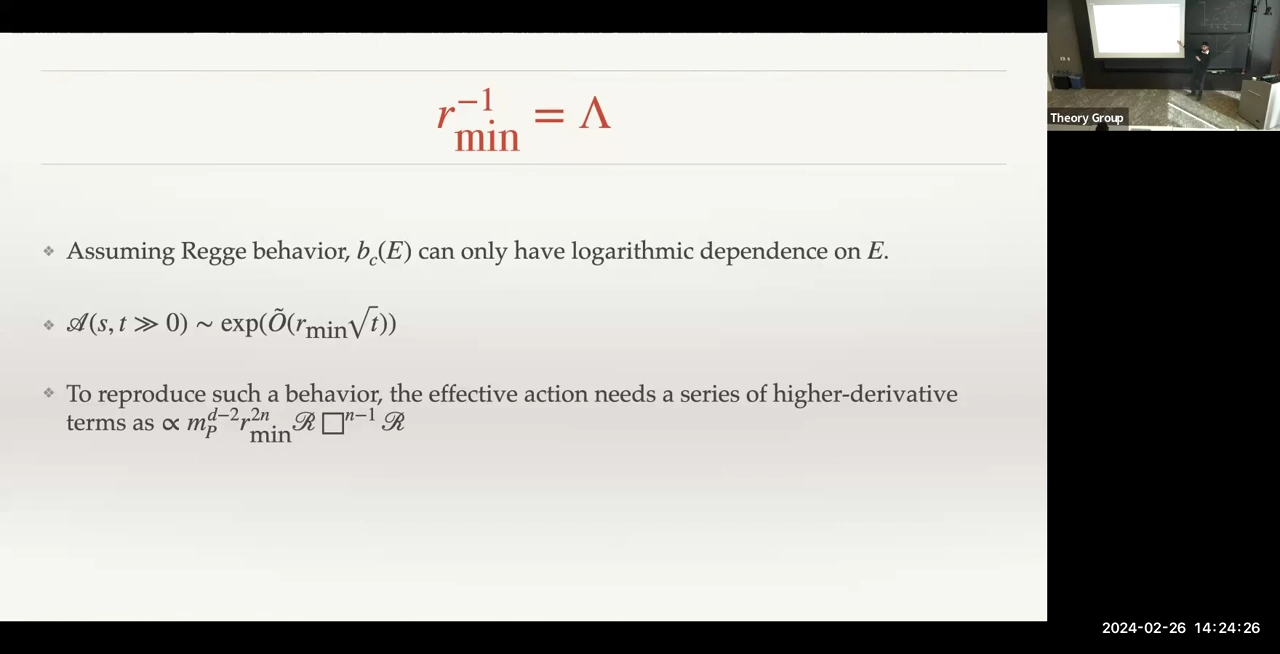 r_min^−1 = Λ
Theory Group
❖ Assuming Regge behavior, b_c(E) can only have logarithmic dependence on E.
❖ 𝒜(s, t ≫ 0) ~ exp(Õ(r_min√t))
❖ To reproduce such a behavior, the effective action needs a series of higher-derivative
terms as ∝ m_P^{d−2} r_min^{2n} ℛ □^{n−1} ℛ
2024-02-26 14:24:26